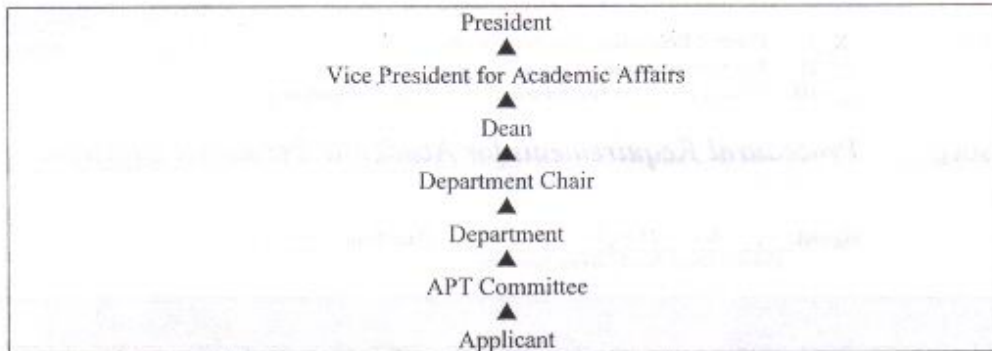 President
Vice President for Academic Affairs
Dean
Department Chair
Department
APT Committee
Applicant